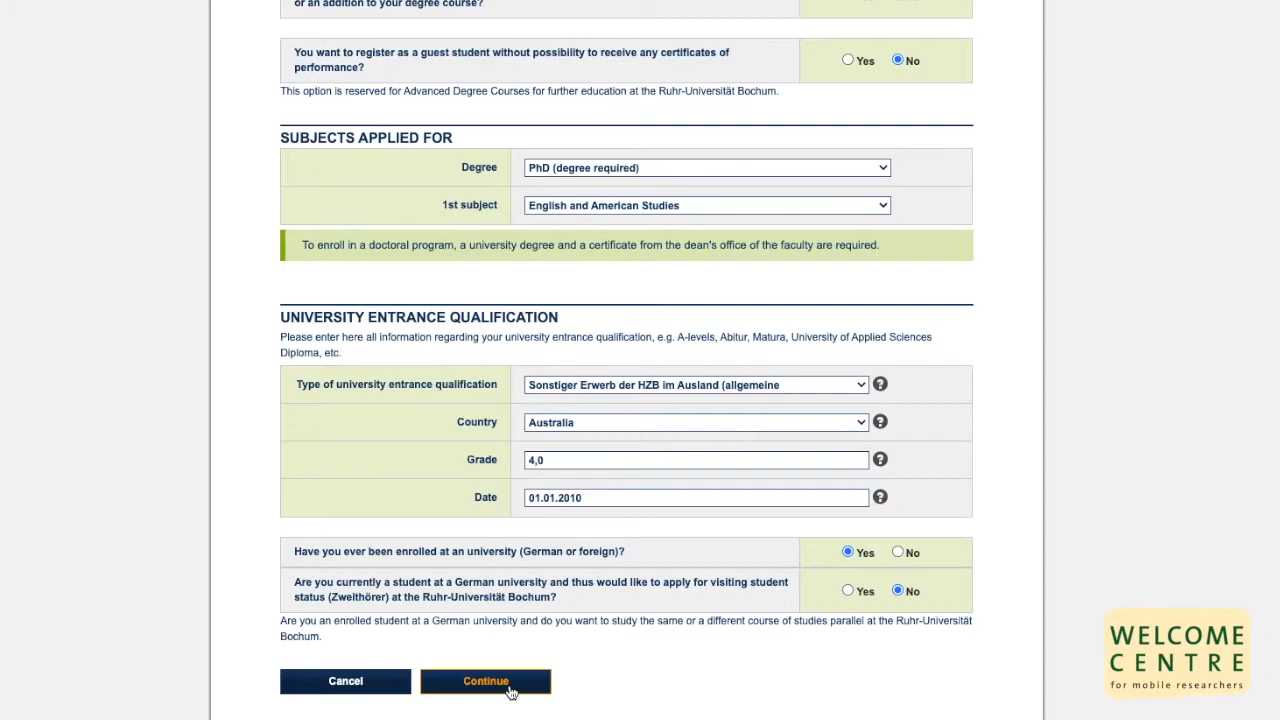 or an addition to your degree course?
You want to register as a guest student without possibility to receive any certificates of
performance?
Yes No
This option is reserved for Advanced Degree Courses for further education at the Ruhr-Universität Bochum.
SUBJECTS APPLIED FOR
Degree PhD (degree required)
1st subject English and American Studies
To enroll in a doctoral program, a university degree and a certificate from the dean's office of the faculty are required.
UNIVERSITY ENTRANCE QUALIFICATION
Please enter here all information regarding your university entrance qualification, e.g. A-levels, Abitur, Matura, University of Applied Sciences
Diploma, etc.
Type of university entrance qualification Sonstiger Erwerb der HZB im Ausland (allgemeine ?
Country Australia ?
Grade 4,0 ?
Date 01.01.2010 ?
Have you ever been enrolled at an university (German or foreign)? Yes No
Are you currently a student at a German university and thus would like to apply for visiting student
status (Zweithörer) at the Ruhr-Universität Bochum?
Yes No
Are you an enrolled student at a German university and do you want to study the same or a different course of studies parallel at the Ruhr-Universität
Bochum.
Cancel Continue
WELCOME
CENTRE
for mobile researchers